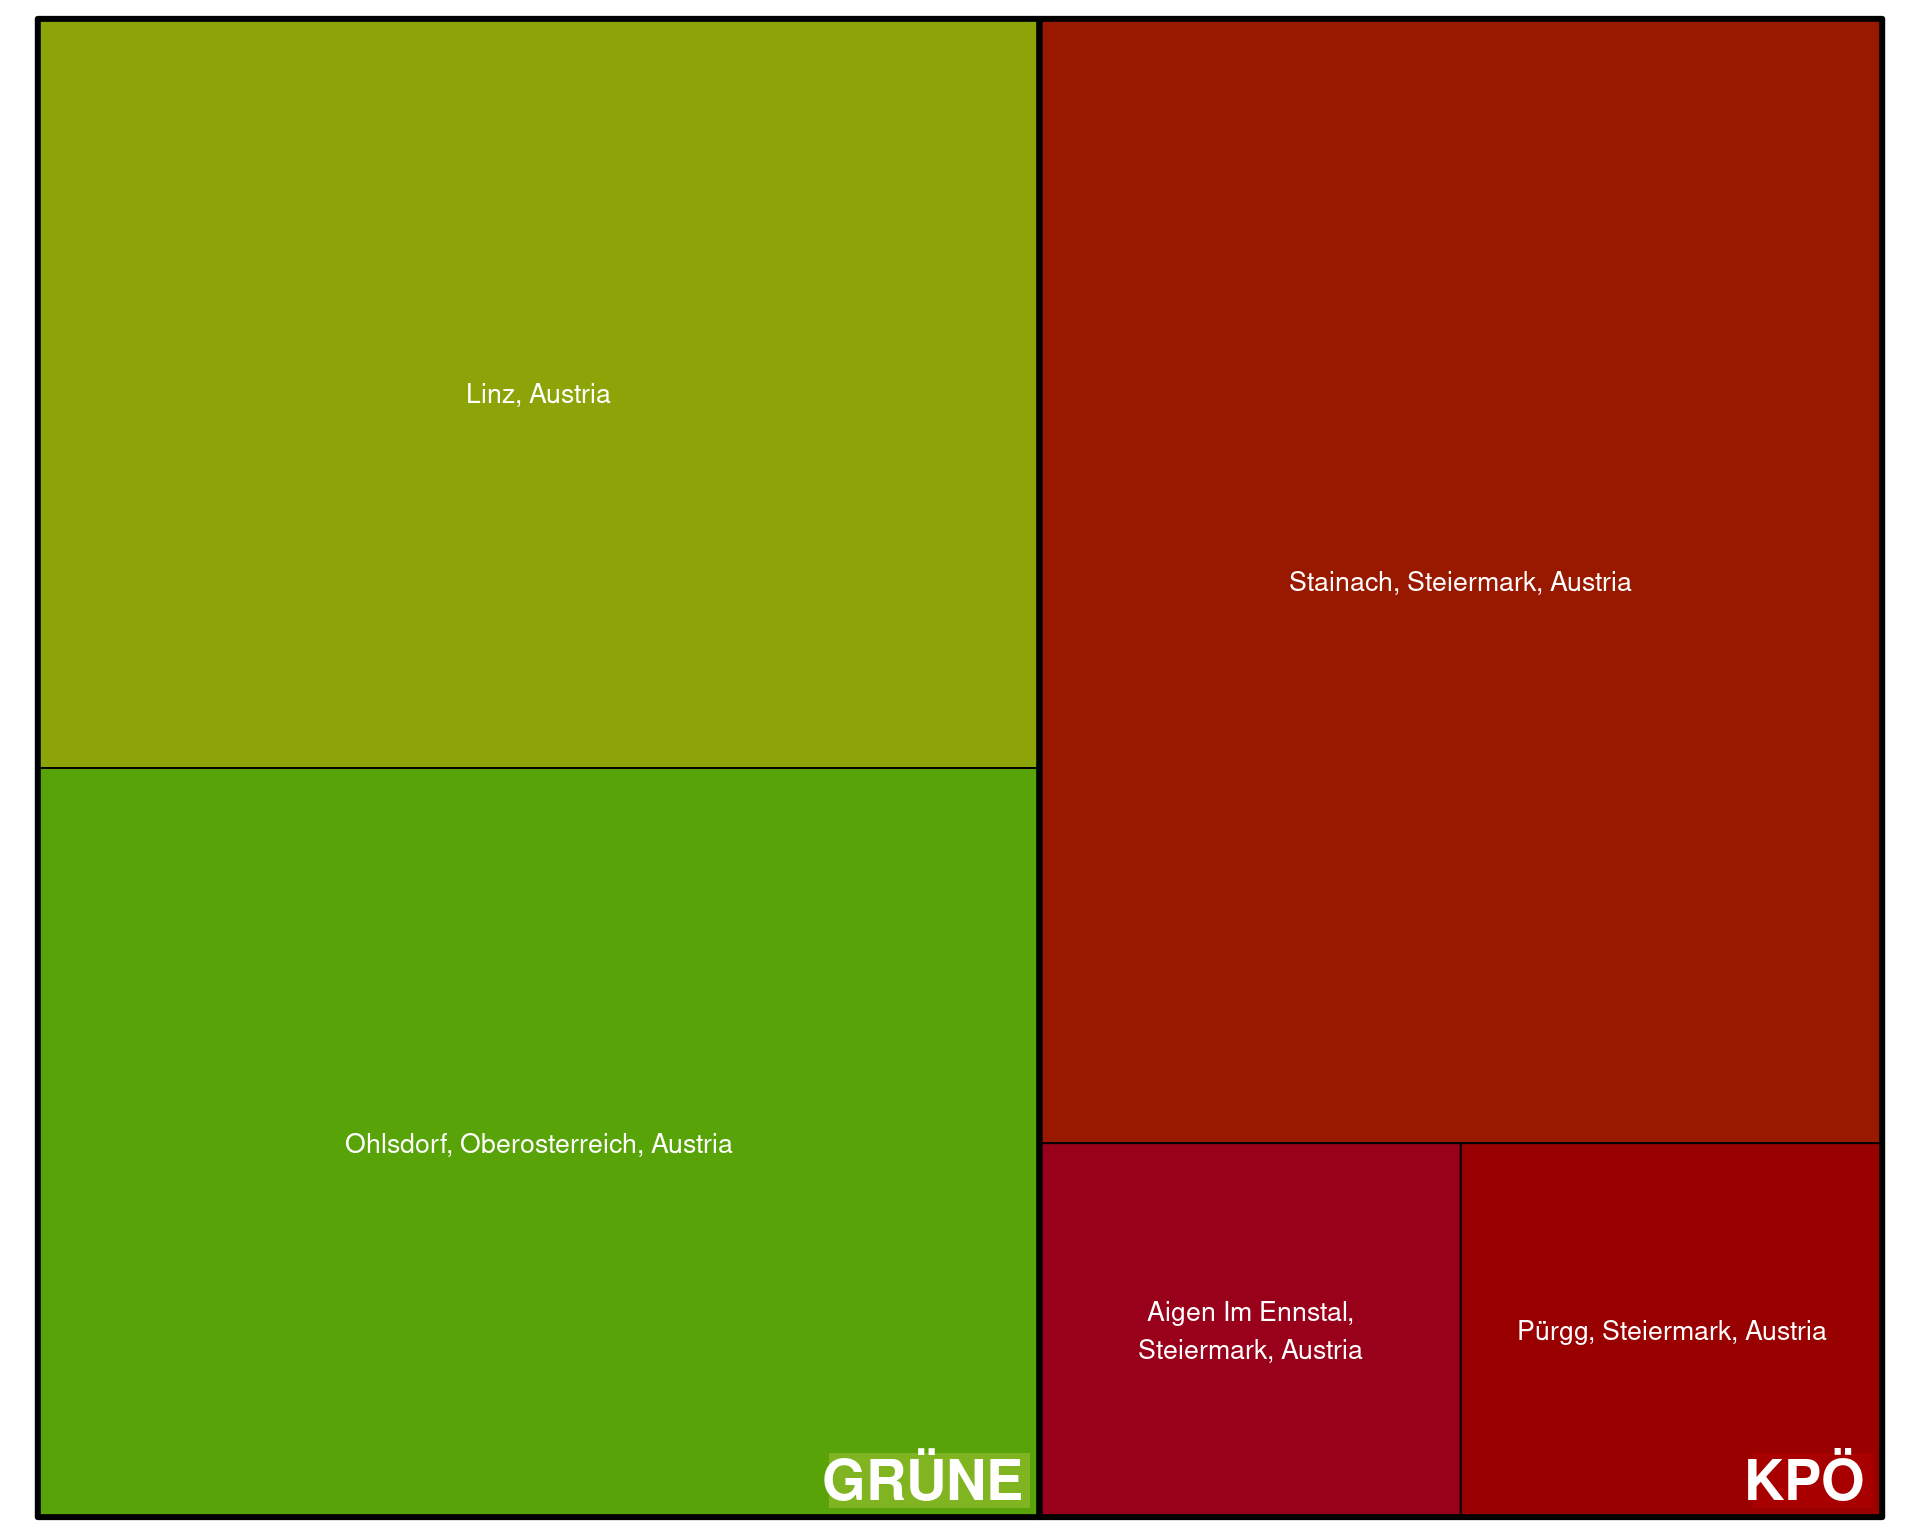 Linz, Austria
Ohlsdorf, Oberosterreich, Austria
GRÜNE
Stainach, Steiermark, Austria
Aigen Im Ennstal,
Steiermark, Austria
Pürgg, Steiermark, Austria
KPÖ